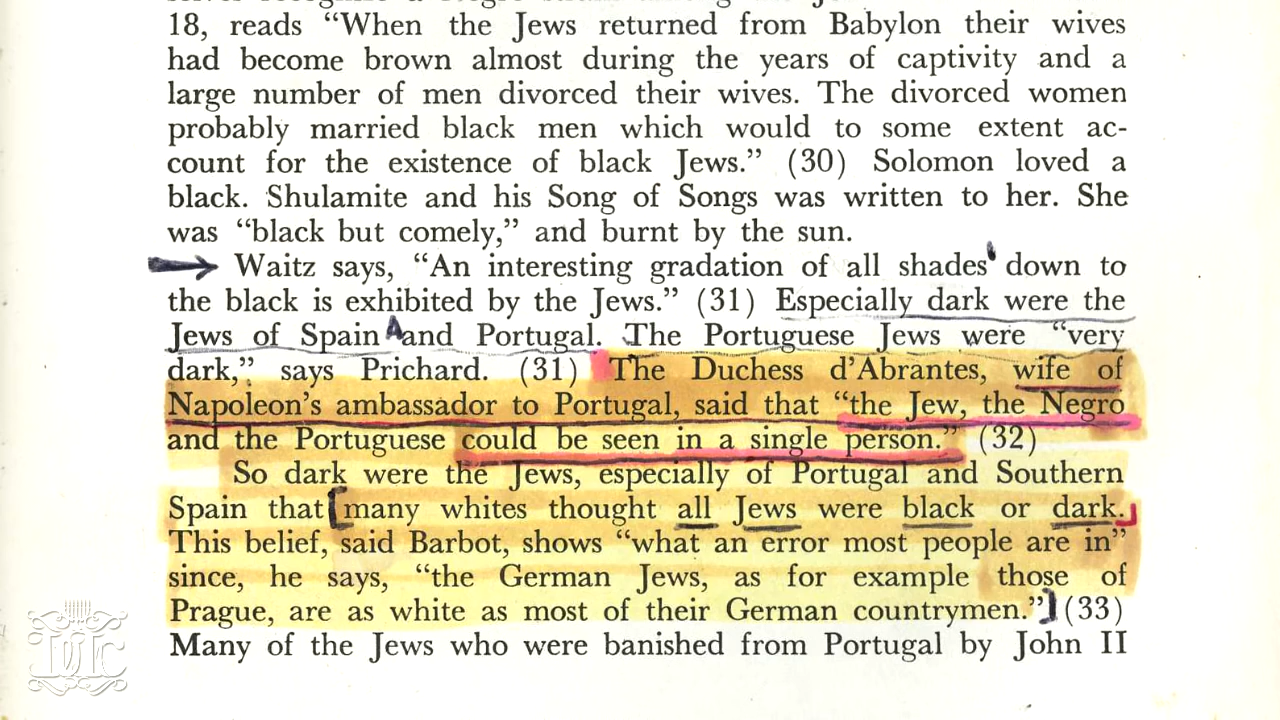 18, reads “When the Jews returned from Babylon their wives
had become brown almost during the years of captivity and a
large number of men divorced their wives. The divorced women
probably married black men which would to some extent ac-
count for the existence of black Jews.” (30) Solomon loved a
black. Shulamite and his Song of Songs was written to her. She
was “black but comely,” and burnt by the sun.
Waitz says, “An interesting gradation of all shades down to
the black is exhibited by the Jews.” (31) Especially dark were the
Jews of Spain and Portugal. The Portuguese Jews were “very
dark,” says Prichard. (31) The Duchess d’Abrantes, wife of
Napoleon’s ambassador to Portugal, said that “the Jew, the Negro
and the Portuguese could be seen in a single person.” (32)
So dark were the Jews, especially of Portugal and Southern
Spain that [many whites thought all Jews were black or dark.
This belief, said Barbot, shows “what an error most people are in”
since, he says, “the German Jews, as for example those of
Prague, are as white as most of their German countrymen.”] (33)
Many of the Jews who were banished from Portugal by John II